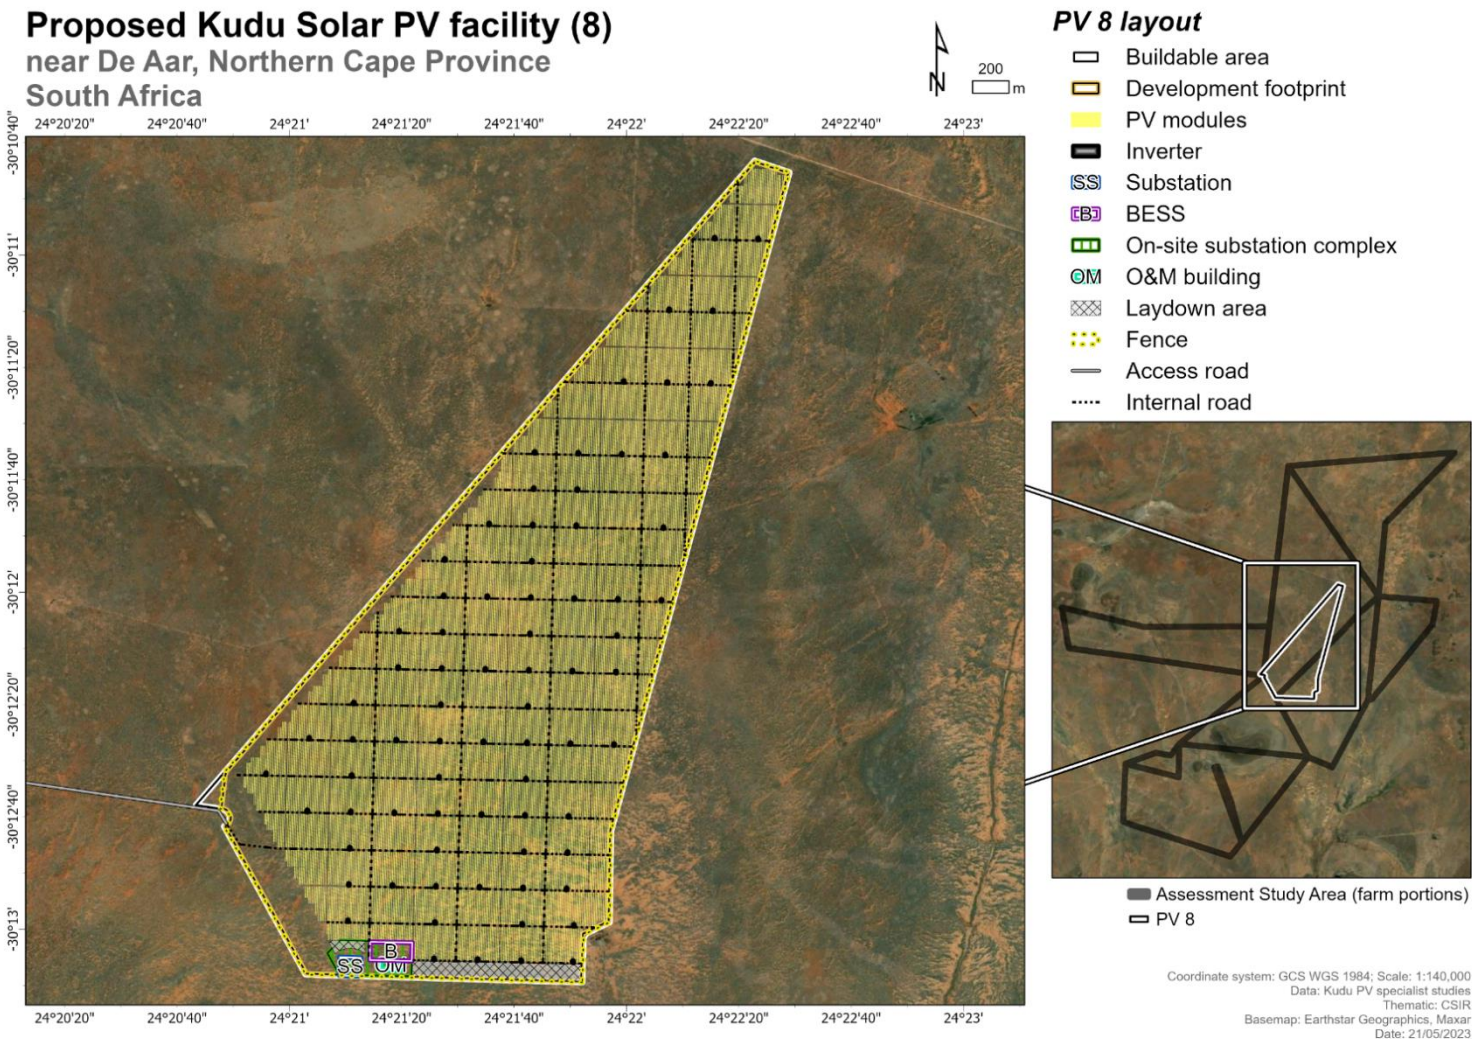 Proposed Kudu Solar PV facility (8)
near De Aar, Northern Cape Province
South Africa
N
200
m
PV 8 layout
Buildable area
Development footprint
PV modules
Inverter
SS Substation
B BESS
On-site substation complex
OM O&M building
Laydown area
Fence
Access road
Internal road
24°20'20" 24°20'40" 24°21' 24°21'20" 24°21'40" 24°22' 24°22'20" 24°22'40" 24°23'
-30°10'40"
-30°11'
-30°11'20"
-30°11'40"
-30°12'
-30°12'20"
-30°12'40"
-30°13'
B
SS OM
24°20'20" 24°20'40" 24°21' 24°21'20" 24°21'40" 24°22' 24°22'20" 24°22'40" 24°23'
Assessment Study Area (farm portions)
PV 8
Coordinate system: GCS WGS 1984; Scale: 1:140,000
Data: Kudu PV specialist studies
Thematic: CSIR
Basemap: Earthstar Geographics, Maxar
Date: 21/05/2023